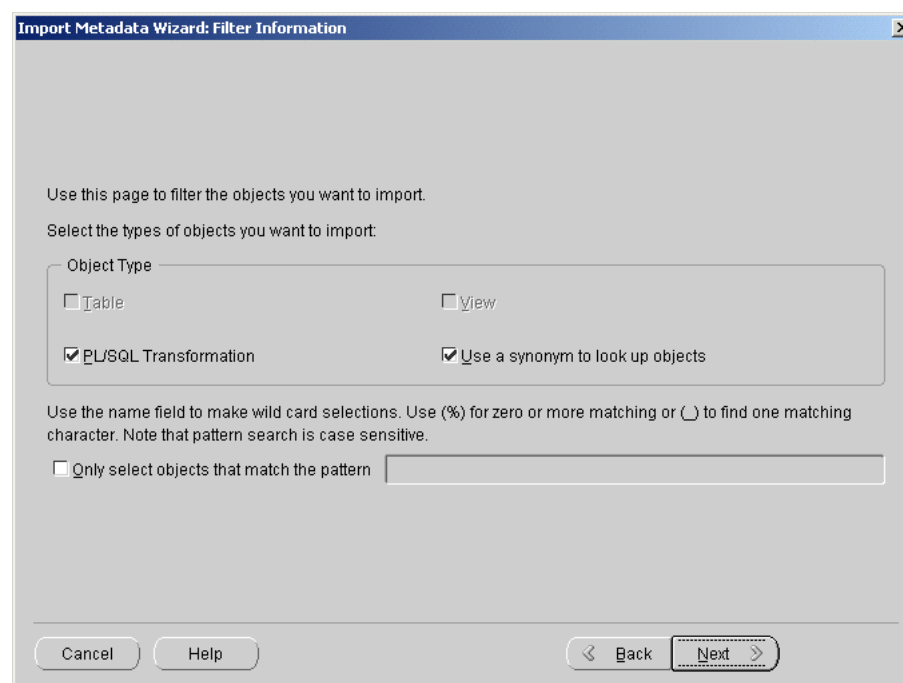 Import Metadata Wizard: Filter Information
Use this page to filter the objects you want to import.
Select the types of objects you want to import:
Object Type
Table
View
PL/SQL Transformation
Use a synonym to look up objects
Use the name field to make wild card selections. Use (%) for zero or more matching or (_) to find one matching
character. Note that pattern search is case sensitive.
Only select objects that match the pattern
Cancel
Help
Back
Next